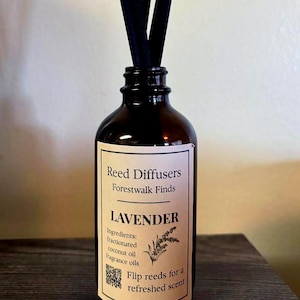 Reed Diffusers
Forestwalk Finds
LAVENDER
ingredients:
fractionated
coconut oil
fragrance oils
Flip reeds for a
refreshed scent